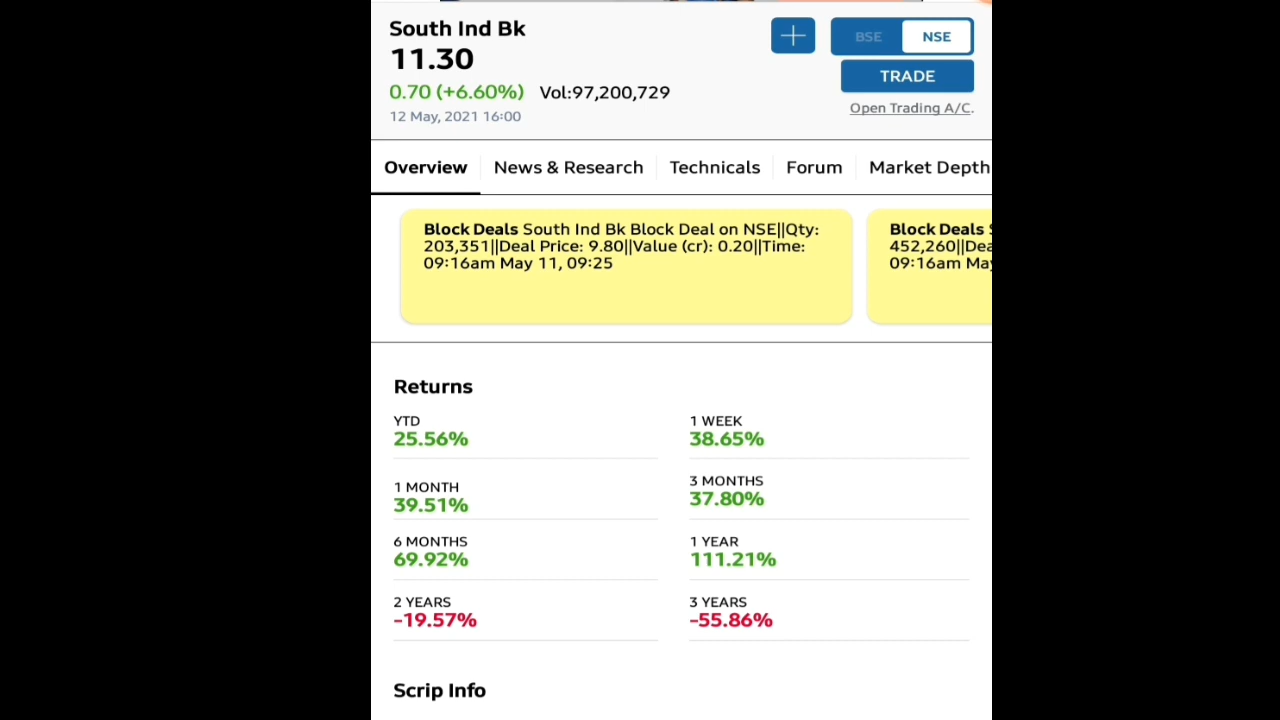 South Ind Bk
11.30
0.70 (+6.60%) Vol:97,200,729
12 May, 2021 16:00
BSE NSE
TRADE
Open Trading A/C.
Overview News & Research Technicals Forum Market Depth
Block Deals South Ind Bk Block Deal on NSE||Qty:
203,351||Deal Price: 9.80||Value (cr): 0.20||Time:
09:16am May 11, 09:25
Block Deals
452,260||Dea
09:16am May
Returns
YTD
25.56%
1 WEEK
38.65%
1 MONTH
39.51%
3 MONTHS
37.80%
6 MONTHS
69.92%
1 YEAR
111.21%
2 YEARS
-19.57%
3 YEARS
-55.86%
Scrip Info